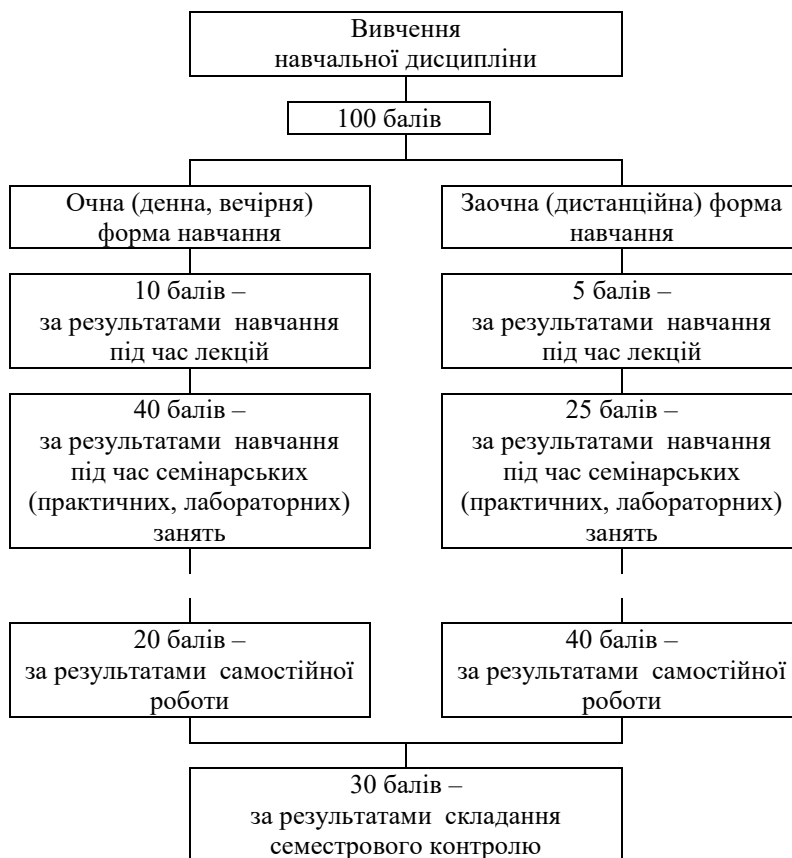 Вивчення
навчальної дисципліни
100 балів
Очна (денна, вечірня)
форма навчання
Заочна (дистанційна) форма
навчання
10 балів –
за результатами навчання
під час лекцій
5 балів –
за результатами навчання
під час лекцій
40 балів –
за результатами навчання
під час семінарських
(практичних, лабораторних)
занять
25 балів –
за результатами навчання
під час семінарських
(практичних, лабораторних)
занять
20 балів –
за результатами самостійної
роботи
40 балів –
за результатами самостійної
роботи
30 балів –
за результатами складання
семестрового контролю